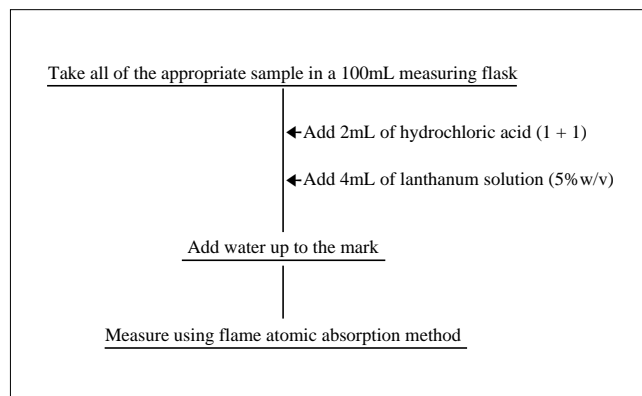 Take all of the appropriate sample in a 100mL measuring flask
Add 2mL of hydrochloric acid (1 + 1)
Add 4mL of lanthanum solution (5%w/v)
Add water up to the mark
Measure using flame atomic absorption method